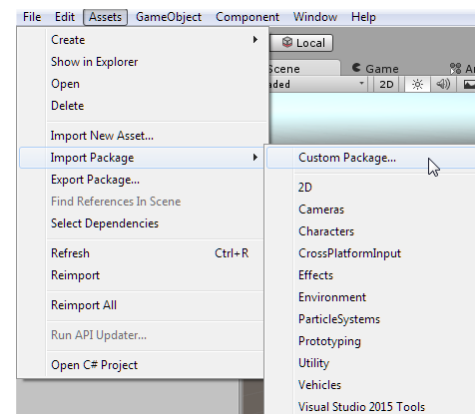 File Edit Assets GameObject Component Window Help
Create
Show in Explorer
Open
Delete
Import New Asset...
Import Package
Export Package...
Find References In Scene
Select Dependencies
Refresh Ctrl+R
Reimport
Reimport All
Run API Updater...
Open C# Project
Local
Scene Game
2D
Custom Package...
2D
Cameras
Characters
CrossPlatformInput
Effects
Environment
ParticleSystems
Prototyping
Utility
Vehicles
Visual Studio 2015 Tools